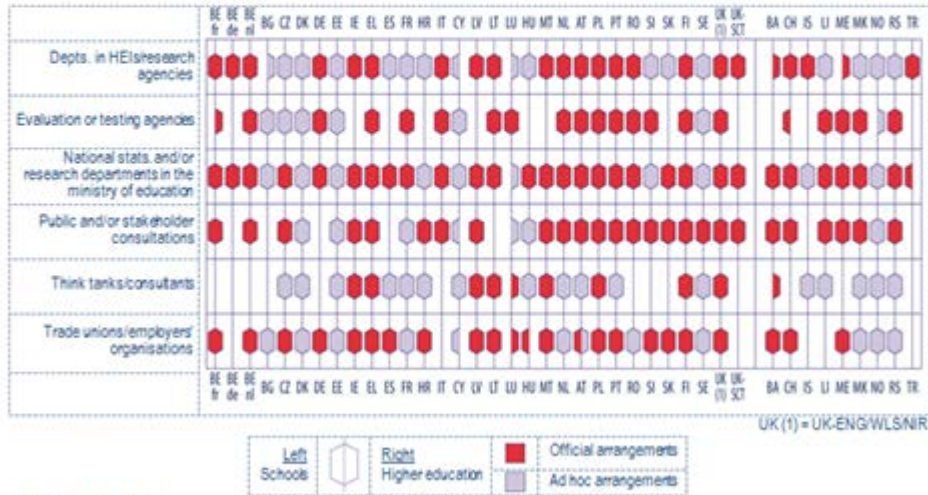 BE fr BE de BE nl BG CZ DK DE EE IE EL ES FR HR IT CY LV LT LU HU MT NL AT PL PT RO SI SK FI SE UK (1) UK-SCT BA CH IS LI ME MK NO RS TR
Depts. in HEIs/research
agencies
Evaluation or testing agencies
National stats. and/or
research departments in the
ministry of education
Public and/or stakeholder
consultations
Think tanks/consultants
Trade unions/employers'
organisations
BE fr BE de BE nl BG CZ DK DE EE IE EL ES FR HR IT CY LV LT LU HU MT NL AT PL PT RO SI SK FI SE UK (1) UK-SCT BA CH IS LI ME MK NO RS TR
UK (1) = UK-ENG/WLS/NIR
Left
Schools
Right
Higher education
Official arrangements
Ad hoc arrangements